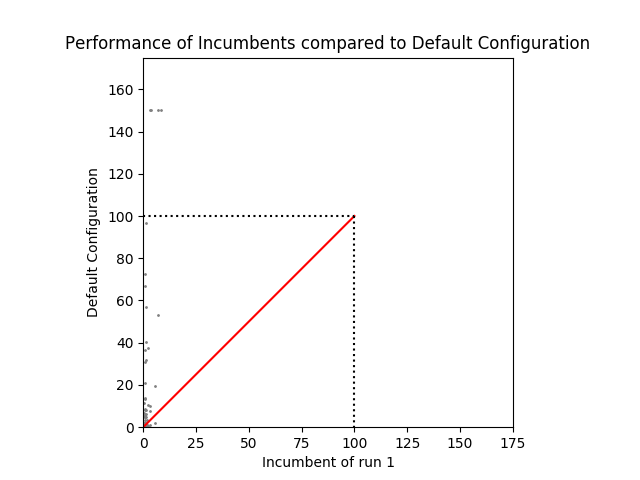 Performance of Incumbents compared to Default Configuration
160
140
120
100
80
60
40
20
0
Default Configuration
0 25 50 75 100 125 150 175
Incumbent of run 1